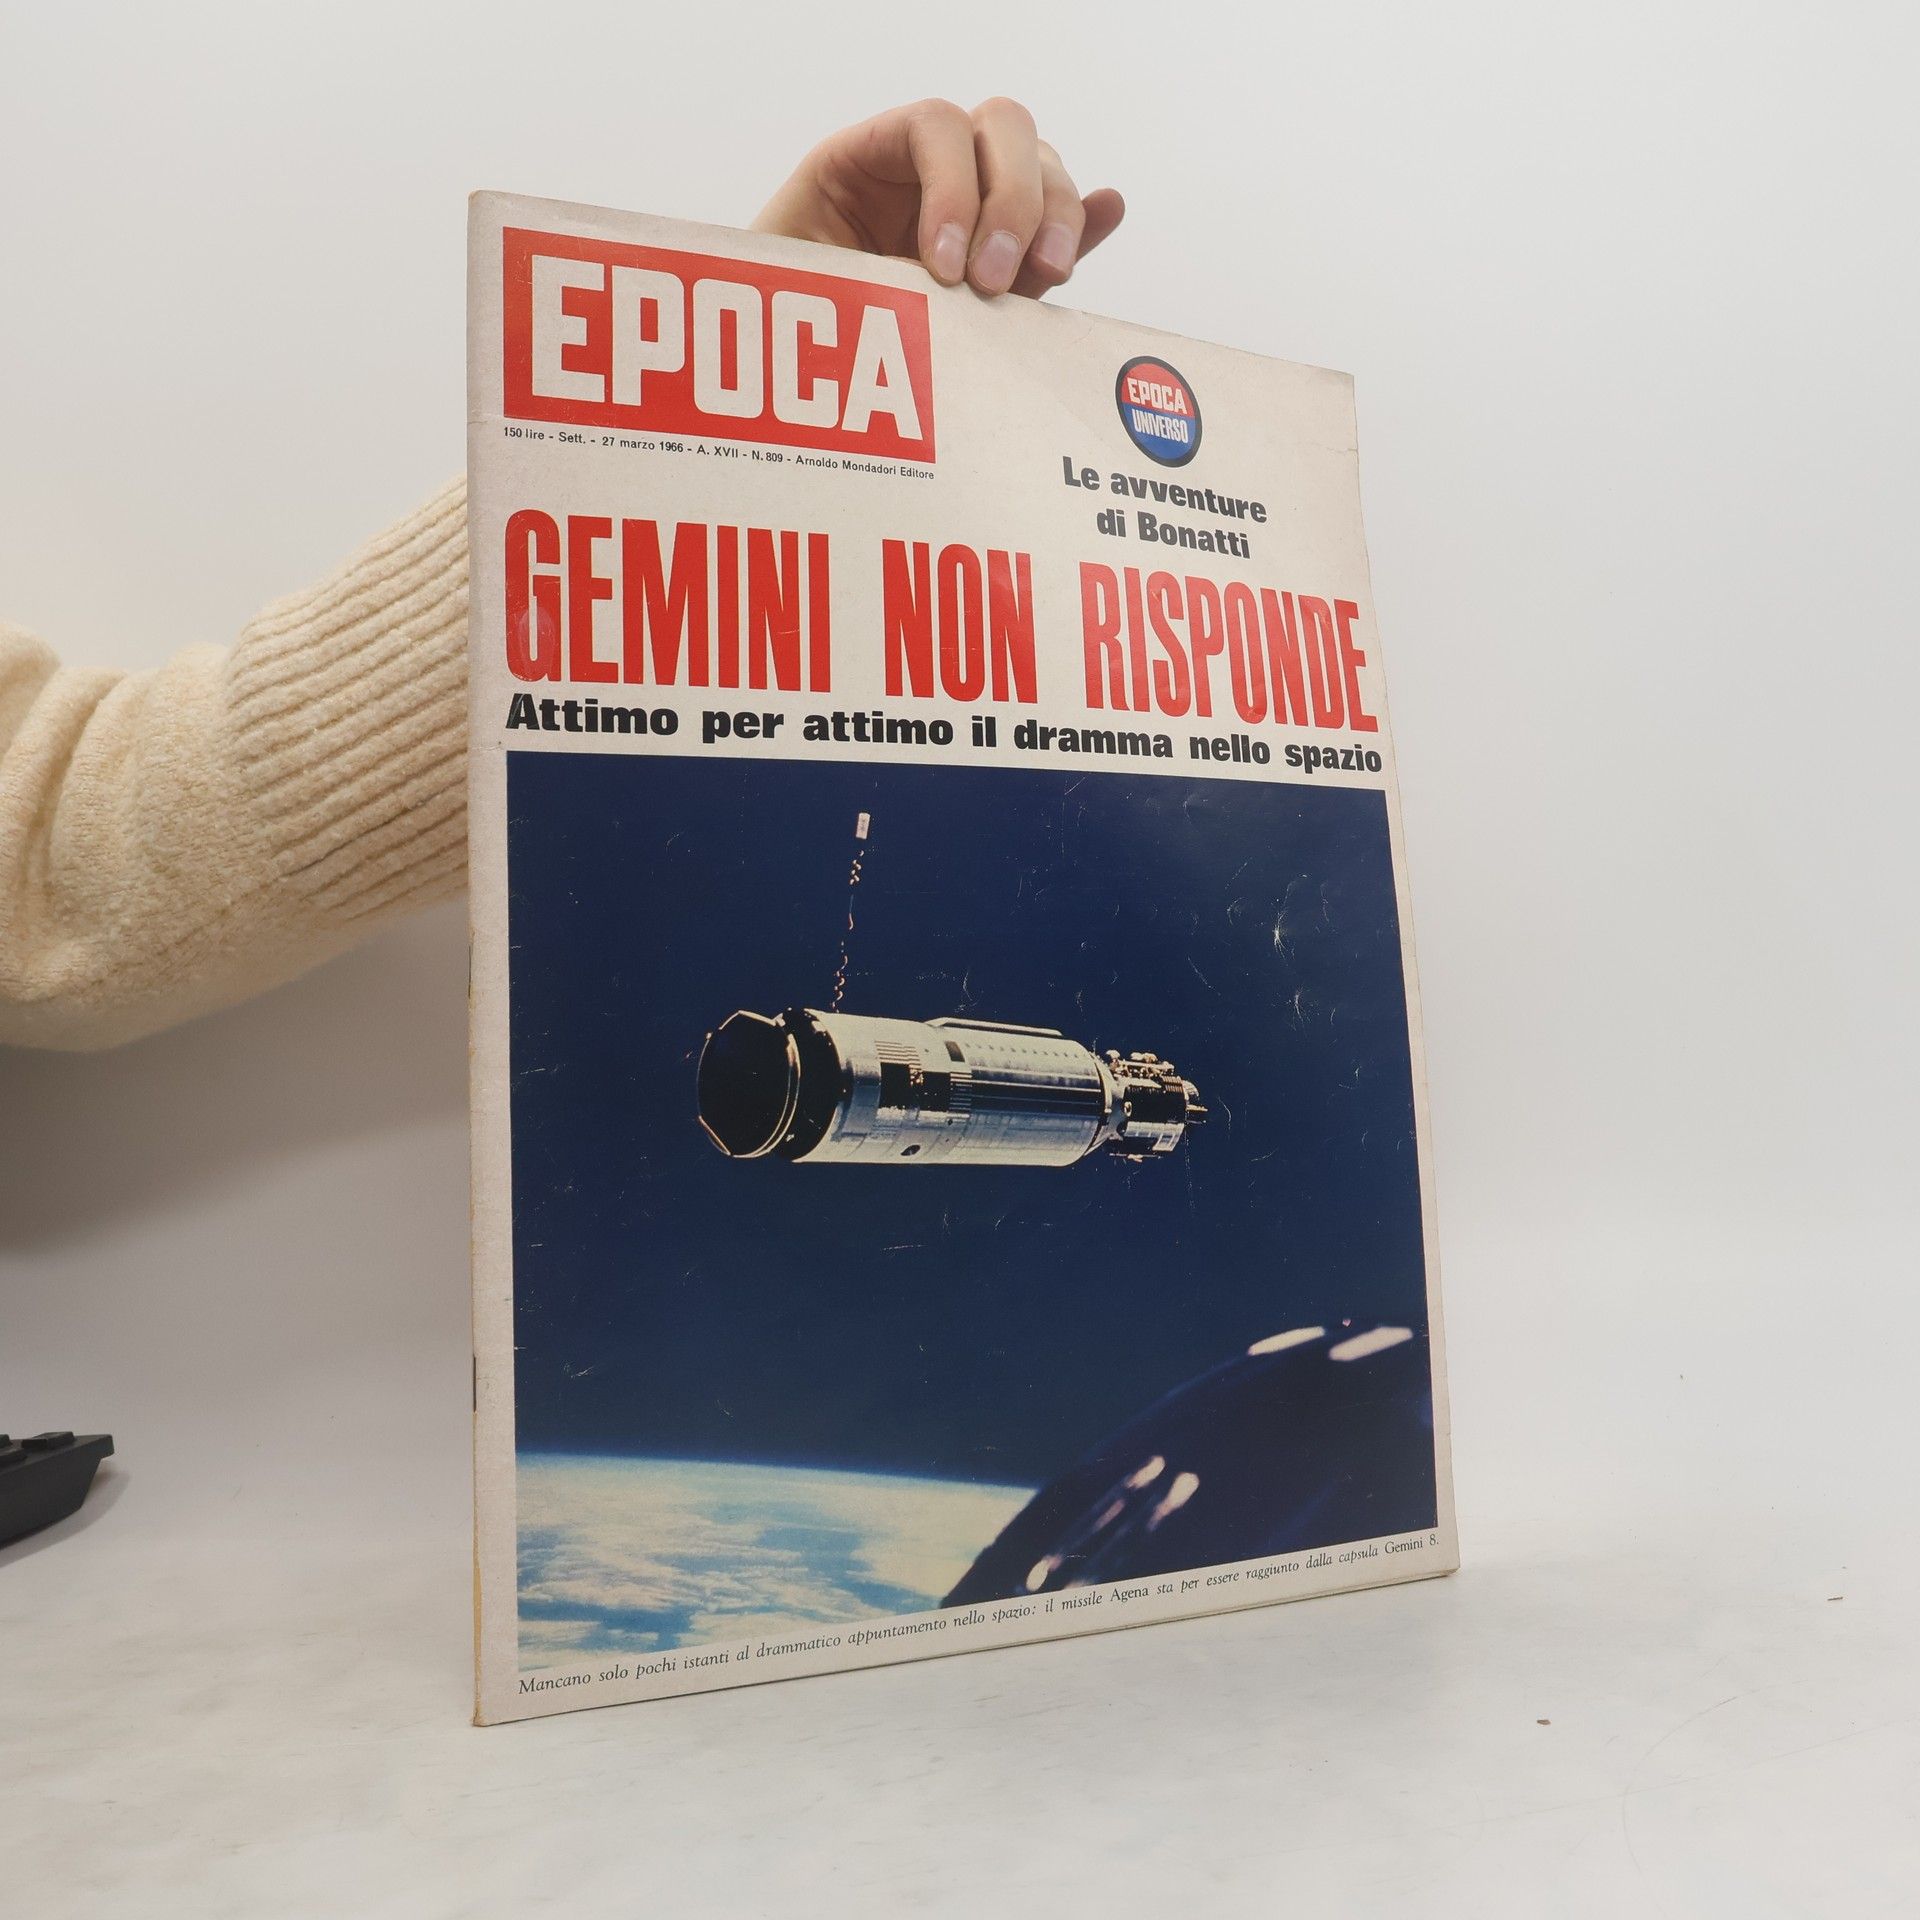 EPOCA
150 lire - Sett. - 27 marzo 1966 - A. XVII - N. 809 - Arnoldo Mondadori Editore
EPOCA
UNIVERSO
Le avventure
di Bonatti
GEMINI NON RISPONDE
Attimo per attimo il dramma nello spazio
Mancano solo pochi istanti al drammatico appuntamento nello spazio: il missile Agena sta per essere raggiunto dalla capsula Gemini 8.